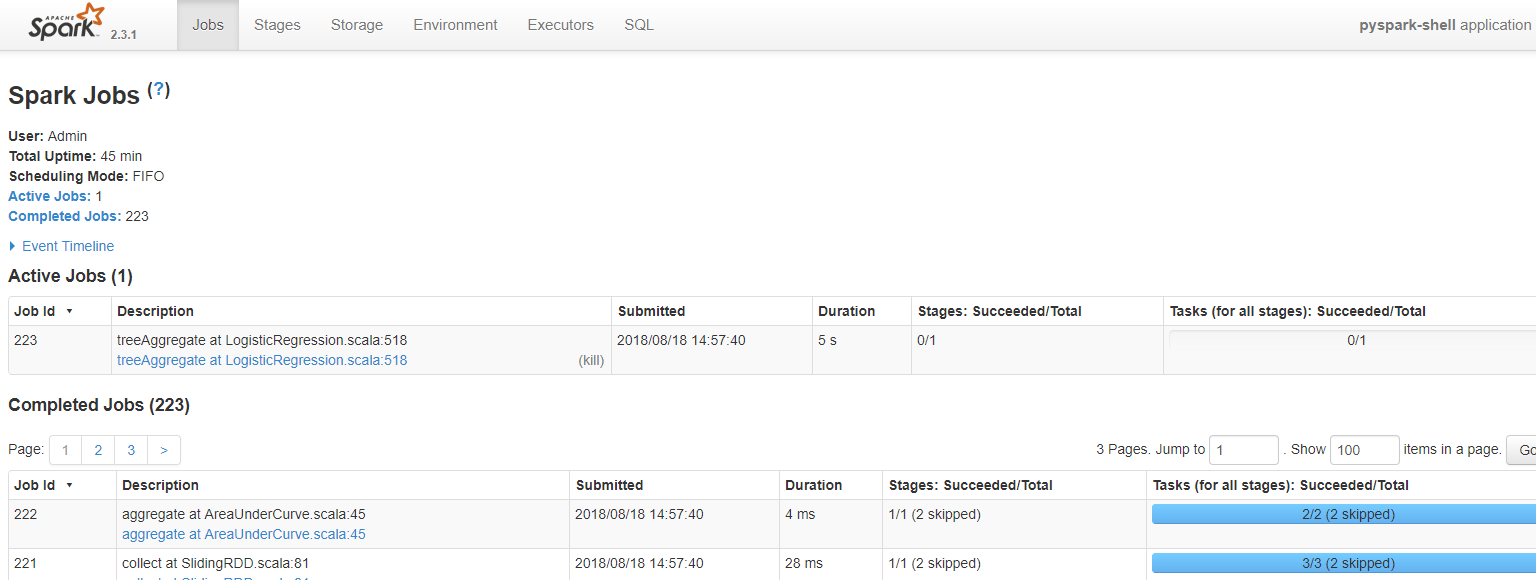 APACHE Spark 2.3.1 Jobs Stages Storage Environment Executors SQL pyspark-shell application
Spark Jobs (?)
User: Admin
Total Uptime: 45 min
Scheduling Mode: FIFO
Active Jobs: 1
Completed Jobs: 223
Event Timeline
Active Jobs (1)
Job Id Description Submitted Duration Stages: Succeeded/Total Tasks (for all stages): Succeeded/Total
223 treeAggregate at LogisticRegression.scala:518 2018/08/18 14:57:40 5 s 0/1 0/1
treeAggregate at LogisticRegression.scala:518 (kill)
Completed Jobs (223)
Page: 1 2 3 > 3 Pages. Jump to 1 . Show 100 items in a page. Go
Job Id Description Submitted Duration Stages: Succeeded/Total Tasks (for all stages): Succeeded/Total
222 aggregate at AreaUnderCurve.scala:45 2018/08/18 14:57:40 4 ms 1/1 (2 skipped) 2/2 (2 skipped)
aggregate at AreaUnderCurve.scala:45
221 collect at SlidingRDD.scala:81 2018/08/18 14:57:40 28 ms 1/1 (2 skipped) 3/3 (2 skipped)